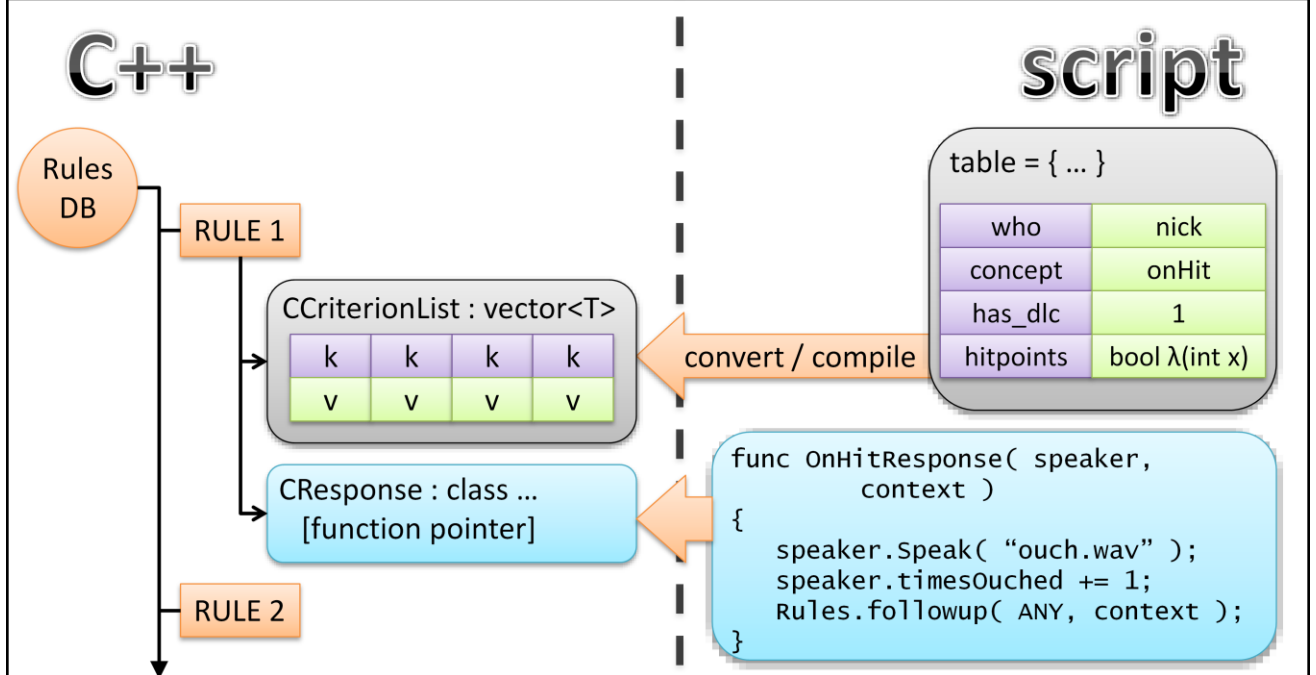 C++
script
Rules
DB
RULE 1
CCriterionList : vector<T>
k k k k
v v v v
CResponse : class ...
[function pointer]
RULE 2
convert / compile
table = { ... }
who nick
concept onHit
has_dlc 1
hitpoints bool λ(int x)
func OnHitResponse( speaker,
context )
{
speaker.Speak( “ouch.wav” );
speaker.timesOuched += 1;
Rules.followup( ANY, context );
}